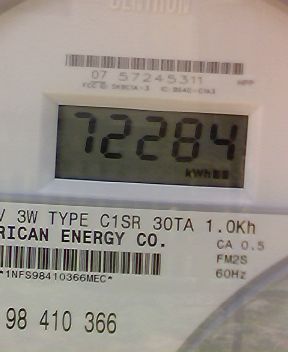 CENTRON
07 57245311
72284
kWh
V 3W TYPE C1SR 30TA 1.0Kh
RICAN ENERGY CO.
CA 0.5
FM2S
*1NFS98410366MEC*
60Hz
98 410 366